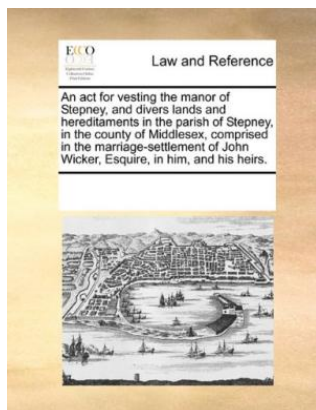 ECCO
Law and Reference
An act for vesting the manor of
Stepney, and divers lands and
hereditaments in the parish of Stepney,
in the county of Middlesex, comprised
in the marriage-settlement of John
Wicker, Esquire, in him, and his heirs.